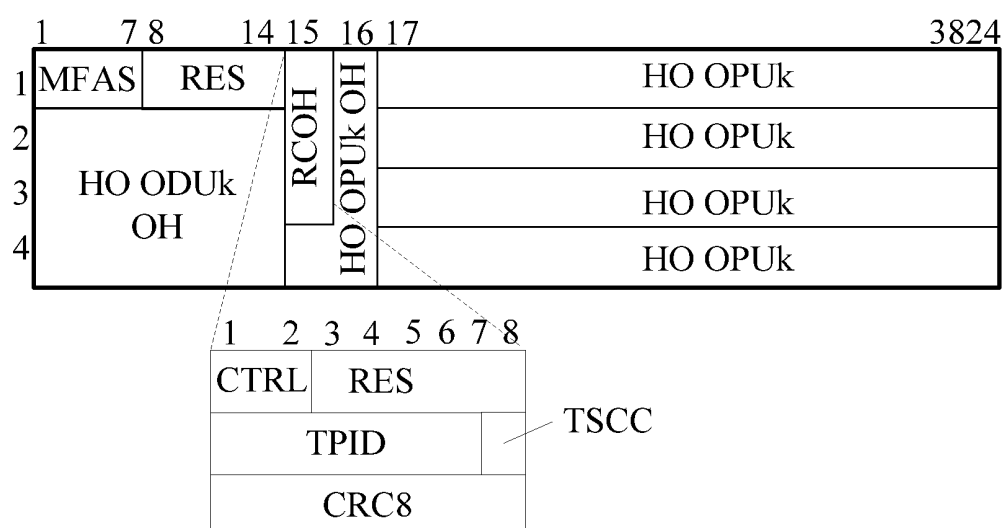 1 7 8 14 15 16 17 3824
1 MFAS RES RCOH HO OPUk OH HO OPUk
2 HO OPUk
HO ODUk
OH
3 HO OPUk
4 HO OPUk
1 2 3 4 5 6 7 8
CTRL RES
TPID TSCC
CRC8